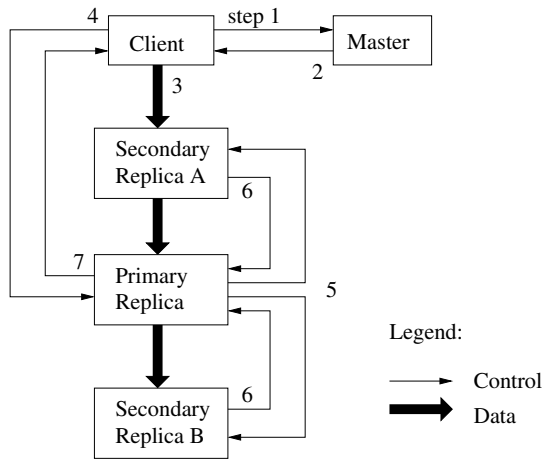 4
step 1
Client
Master
2
3
Secondary
Replica A
6
7
Primary
Replica
5
Legend:
6
Control
Secondary
Replica B
Data